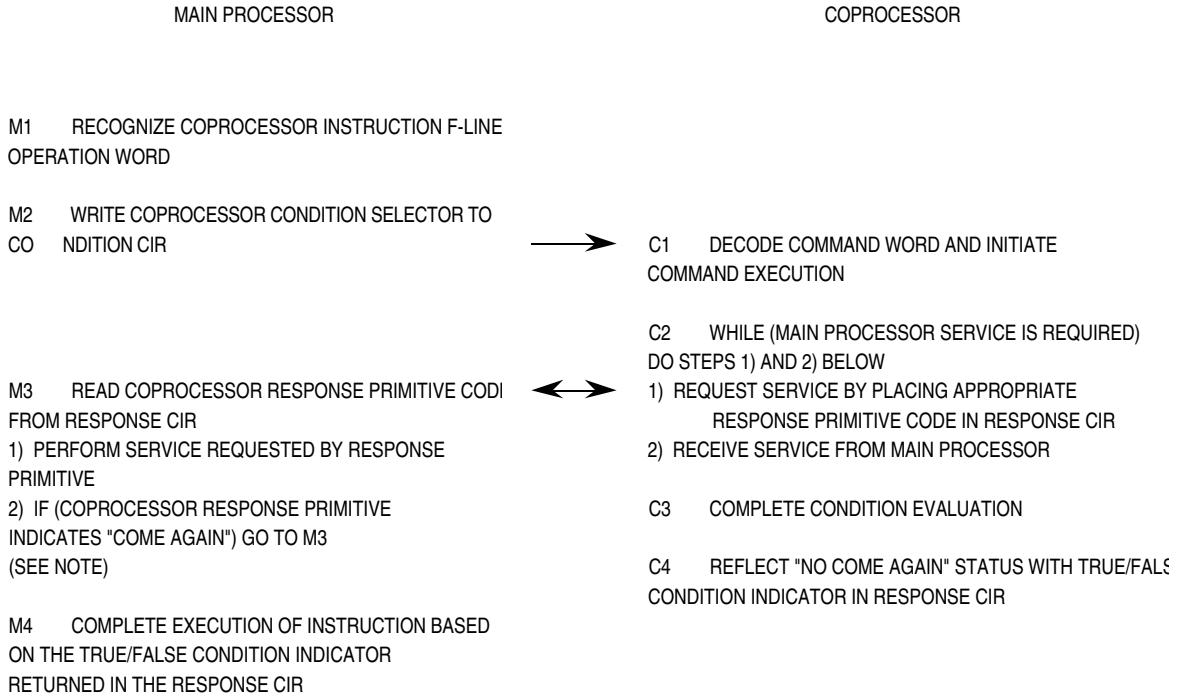 MAIN PROCESSOR
COPROCESSOR
M1 RECOGNIZE COPROCESSOR INSTRUCTION F-LINE
OPERATION WORD
M2 WRITE COPROCESSOR CONDITION SELECTOR TO
CO NDITION CIR
C1 DECODE COMMAND WORD AND INITIATE
COMMAND EXECUTION
C2 WHILE (MAIN PROCESSOR SERVICE IS REQUIRED)
DO STEPS 1) AND 2) BELOW
M3 READ COPROCESSOR RESPONSE PRIMITIVE COD
FROM RESPONSE CIR
1) PERFORM SERVICE REQUESTED BY RESPONSE
PRIMITIVE
2) IF (COPROCESSOR RESPONSE PRIMITIVE
INDICATES "COME AGAIN") GO TO M3
(SEE NOTE)
1) REQUEST SERVICE BY PLACING APPROPRIATE
RESPONSE PRIMITIVE CODE IN RESPONSE CIR
2) RECEIVE SERVICE FROM MAIN PROCESSOR
C3 COMPLETE CONDITION EVALUATION
C4 REFLECT "NO COME AGAIN" STATUS WITH TRUE/FALS
CONDITION INDICATOR IN RESPONSE CIR
M4 COMPLETE EXECUTION OF INSTRUCTION BASED
ON THE TRUE/FALSE CONDITION INDICATOR
RETURNED IN THE RESPONSE CIR